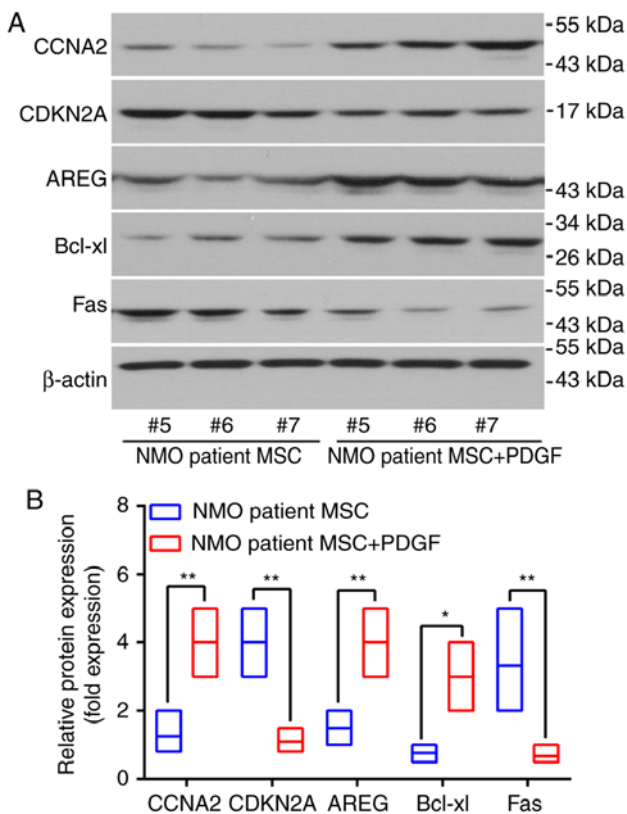 A
CCNA2
-55 kDa
-43 kDa
CDKN2A
-17 kDa
AREG
-43 kDa
Bcl-xl
-34 kDa
-26 kDa
Fas
-55 kDa
-43 kDa
β-actin
-55 kDa
-43 kDa
#5 #6 #7 #5 #6 #7
NMO patient MSC NMO patient MSC+PDGF
B
Relative protein expression
(fold expression)
8
6
4
2
0
NMO patient MSC
NMO patient MSC+PDGF
** ** ** * **
CCNA2 CDKN2A AREG Bcl-xl Fas